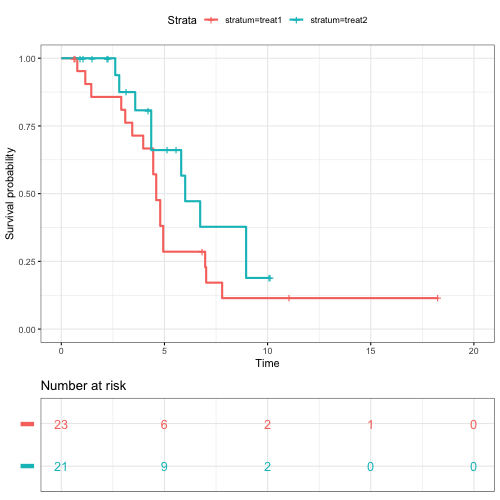 Strata stratum=treat1 stratum=treat2
1.00
0.75
0.50
0.25
0.00
Survival probability
0 5 10 15 20
Time
Number at risk
23 6 2 1 0
21 9 2 0 0